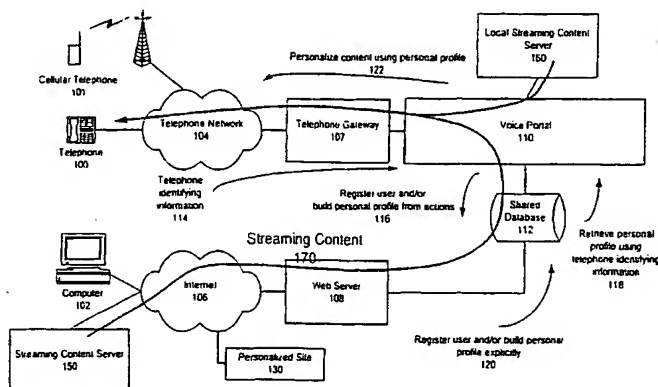 Local Streaming Content
Server
160
Personalize content using personal profile
122
Cellular Telephone
101
Telephone Network
104
Telephone Gateway
107
Voice Portal
110
Telephone
100
Telephone
identifying
information
114
Register user and/or
build personal profile from actions
116
Shared
Database
112
Retrieve personal
profile using
telephone identifying
information
118
Streaming Content
170
Computer
102
Internet
106
Web Server
108
Register user and/or build personal
profile explicitly
120
Streaming Content Server
150
Personalized Site
130